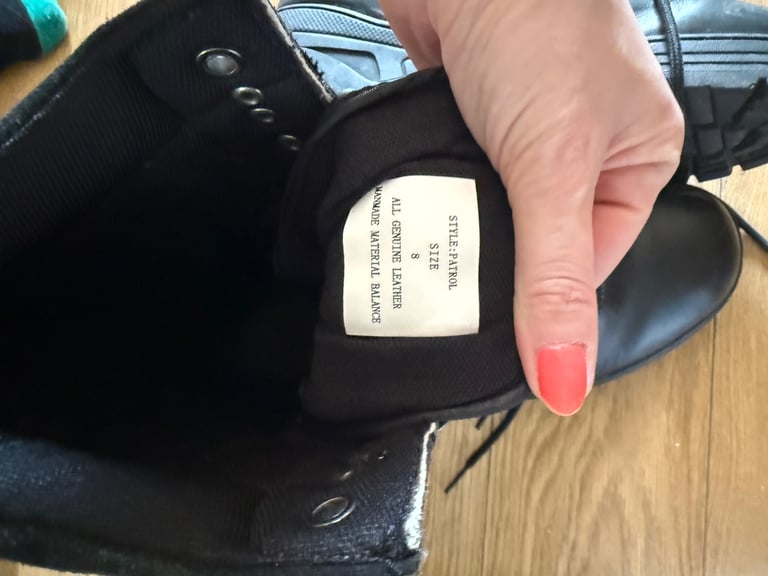 STYLE:PATROL
SIZE
8
ALL GENUINE LEATHER
MANMADE MATERIAL BALANCE